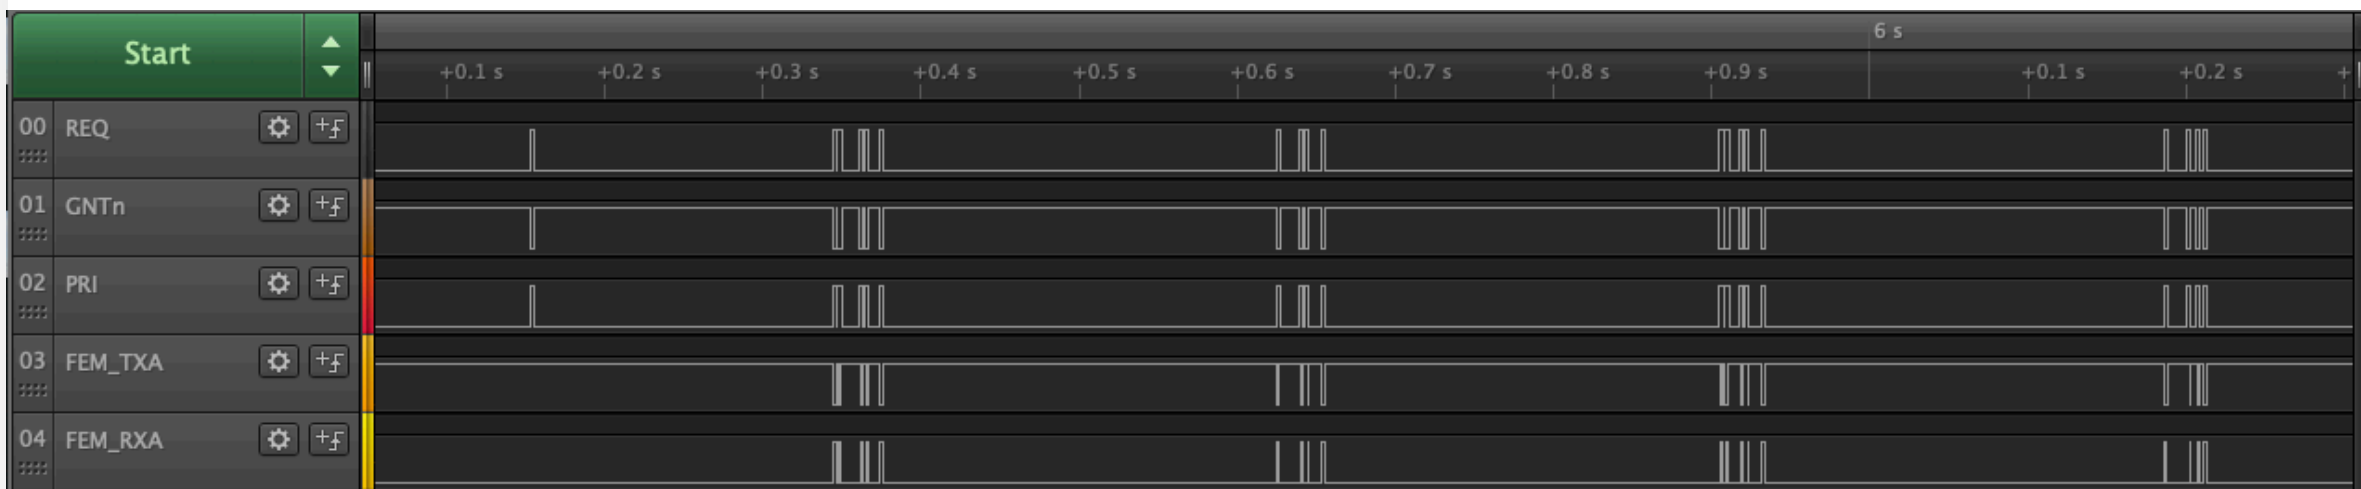 Start
6 s
+0.1 s +0.2 s +0.3 s +0.4 s +0.5 s +0.6 s +0.7 s +0.8 s +0.9 s +0.1 s +0.2 s +
00 REQ
01 GNTn
02 PRI
03 FEM_TXA
04 FEM_RXA